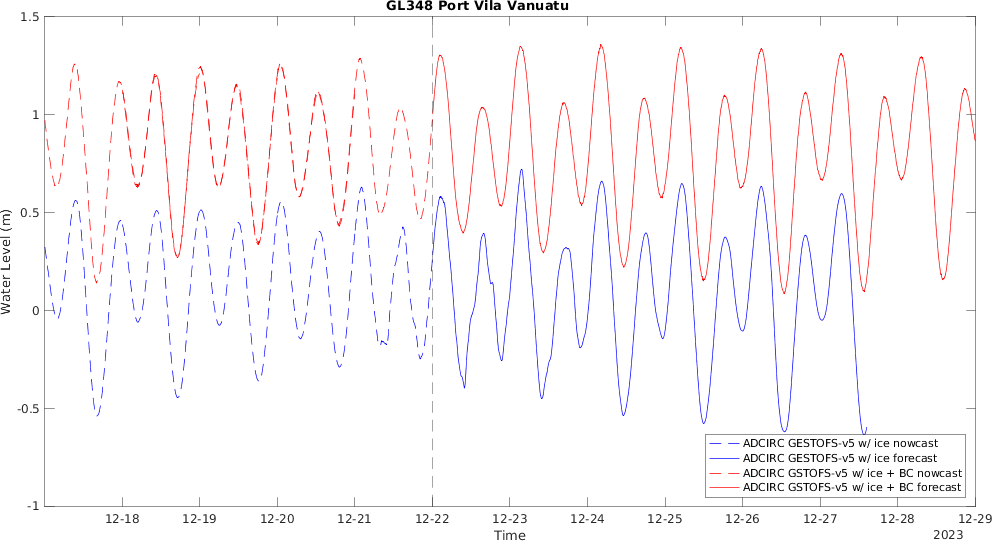 GL348 Port Vila Vanuatu
1.5
1
0.5
0
-0.5
-1
Water Level (m)
12-18 12-19 12-20 12-21 12-22 12-23 12-24 12-25 12-26 12-27 12-28 12-29
Time
2023
ADCIRC GESTOFS-v5 w/ ice nowcast
ADCIRC GESTOFS-v5 w/ ice forecast
ADCIRC GSTOFS-v5 w/ ice + BC nowcast
ADCIRC GSTOFS-v5 w/ ice + BC forecast